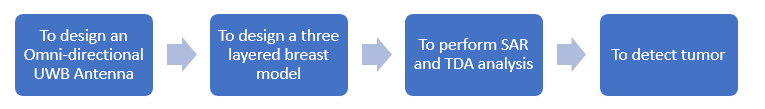 To design an
Omni-directional
UWB Antenna
To design a three
layered breast
model
To perform SAR
and TDA analysis
To detect tumor